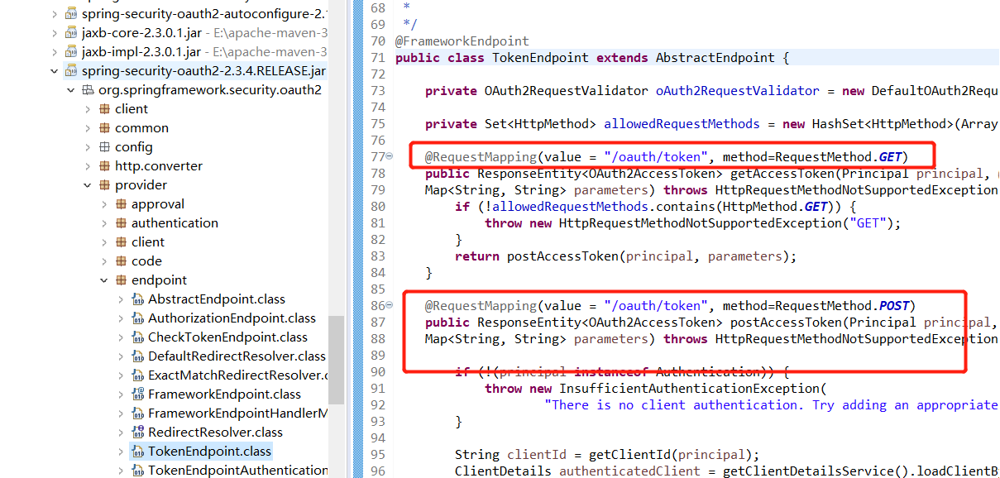 spring-security-oauth2-autoconfigure-2.
jaxb-core-2.3.0.1.jar - E:\apache-maven-3
jaxb-impl-2.3.0.1.jar - E:\apache-maven-3
spring-security-oauth2-2.3.4.RELEASE.jar
org.springframework.security.oauth2
client
common
config
http.converter
provider
approval
authentication
client
code
endpoint
AbstractEndpoint.class
AuthorizationEndpoint.class
CheckTokenEndpoint.class
DefaultRedirectResolver.class
ExactMatchRedirectResolver.c
FrameworkEndpoint.class
FrameworkEndpointHandlerM
RedirectResolver.class
TokenEndpoint.class
TokenEndpointAuthentication
68 *
69 */
70 @FrameworkEndpoint
71 public class TokenEndpoint extends AbstractEndpoint {
72
73 private OAuth2RequestValidator oAuth2RequestValidator = new DefaultOAuth2Requ
74
75 private Set<HttpMethod> allowedRequestMethods = new HashSet<HttpMethod>(Array
76
77 @RequestMapping(value = "/oauth/token", method=RequestMethod.GET)
78 public ResponseEntity<OAuth2AccessToken> getAccessToken(Principal principal,
79 Map<String, String> parameters) throws HttpRequestMethodNotSupportedException
80 if (!allowedRequestMethods.contains(HttpMethod.GET)) {
81 throw new HttpRequestMethodNotSupportedException("GET");
82 }
83 return postAccessToken(principal, parameters);
84 }
85
86 @RequestMapping(value = "/oauth/token", method=RequestMethod.POST)
87 public ResponseEntity<OAuth2AccessToken> postAccessToken(Principal principal,
88 Map<String, String> parameters) throws HttpRequestMethodNotSupportedException
89
90 if (!(principal instanceof Authentication)) {
91 throw new InsufficientAuthenticationException(
92 "There is no client authentication. Try adding an appropriate
93 }
94
95 String clientId = getClientId(principal);
96 ClientDetails authenticatedClient = getClientDetailsService().loadClientB